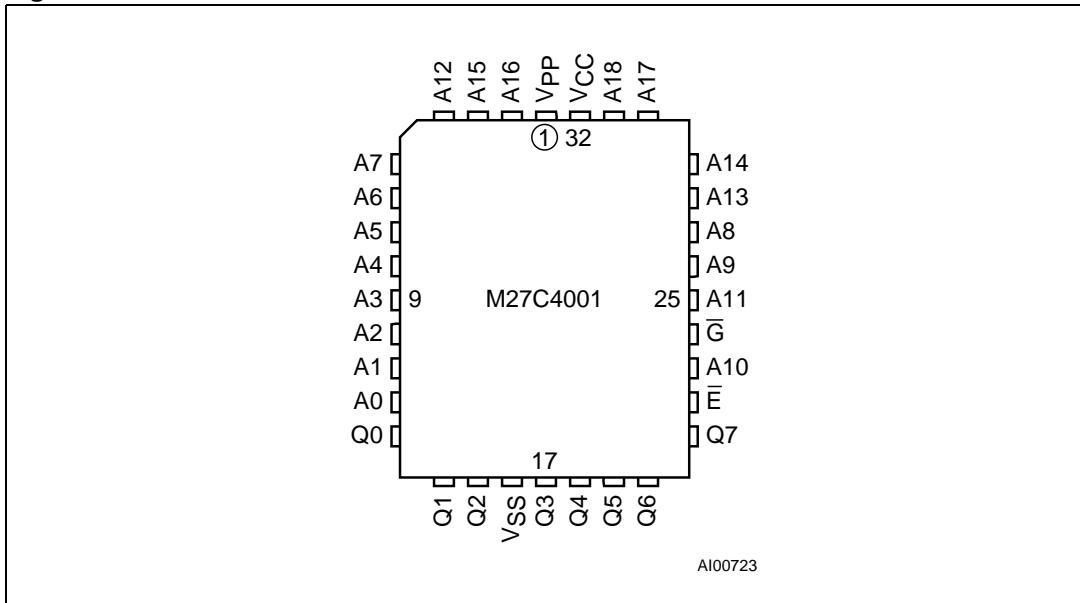 A12 A15 A16 VPP VCC A18 A17
1 32
A7 A14
A6 A13
A5 A8
A4 A9
A3 9 M27C4001 25 A11
A2 G̅
A1 A10
A0 E̅
Q0 Q7
17
Q1 Q2 VSS Q3 Q4 Q5 Q6
AI00723